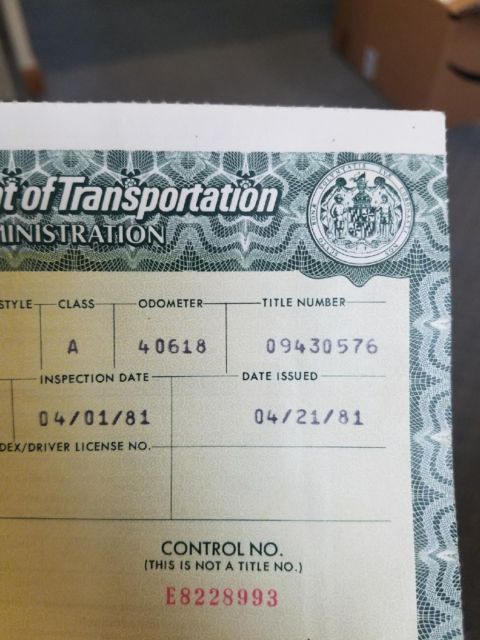 t of Transportation
MINISTRATION
STYLE CLASS ODOMETER TITLE NUMBER
A 40618 09430576
INSPECTION DATE DATE ISSUED
04/01/81 04/21/81
DEX/DRIVER LICENSE NO.
CONTROL NO.
(THIS IS NOT A TITLE NO.)
E8228993